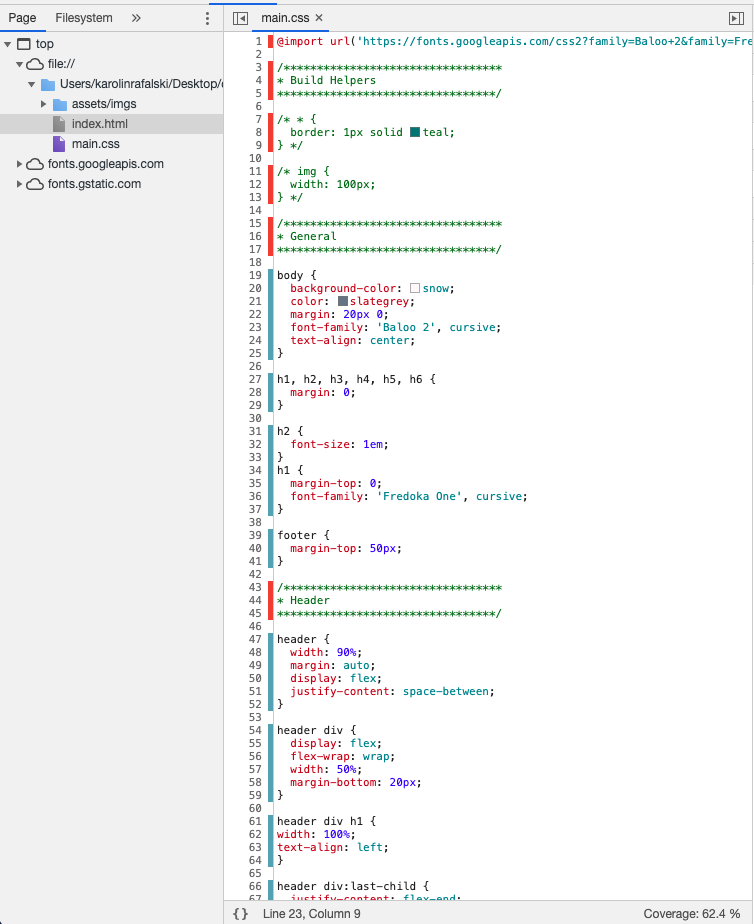 Page Filesystem » main.css ×
top
file://
Users/karolinrafalski/Desktop/
assets/imgs
index.html
main.css
fonts.googleapis.com
fonts.gstatic.com
1 @import url('https://fonts.googleapis.com/css2?family=Baloo+2&family=Fre
2
3 /*********************************
4 * Build Helpers
5 *********************************/
6
7 /* * {
8 border: 1px solid teal;
9 } */
10
11 /* img {
12 width: 100px;
13 } */
14
15 /*********************************
16 * General
17 *********************************/
18
19 body {
20 background-color: snow;
21 color: slategrey;
22 margin: 20px 0;
23 font-family: 'Baloo 2', cursive;
24 text-align: center;
25 }
26
27 h1, h2, h3, h4, h5, h6 {
28 margin: 0;
29 }
30
31 h2 {
32 font-size: 1em;
33 }
34 h1 {
35 margin-top: 0;
36 font-family: 'Fredoka One', cursive;
37 }
38
39 footer {
40 margin-top: 50px;
41 }
42
43 /*********************************
44 * Header
45 *********************************/
46
47 header {
48 width: 90%;
49 margin: auto;
50 display: flex;
51 justify-content: space-between;
52 }
53
54 header div {
55 display: flex;
56 flex-wrap: wrap;
57 width: 50%;
58 margin-bottom: 20px;
59 }
60
61 header div h1 {
62 width: 100%;
63 text-align: left;
64 }
65
66 header div:last-child {
67 justify-content: flex-end;
{} Line 23, Column 9 Coverage: 62.4 %